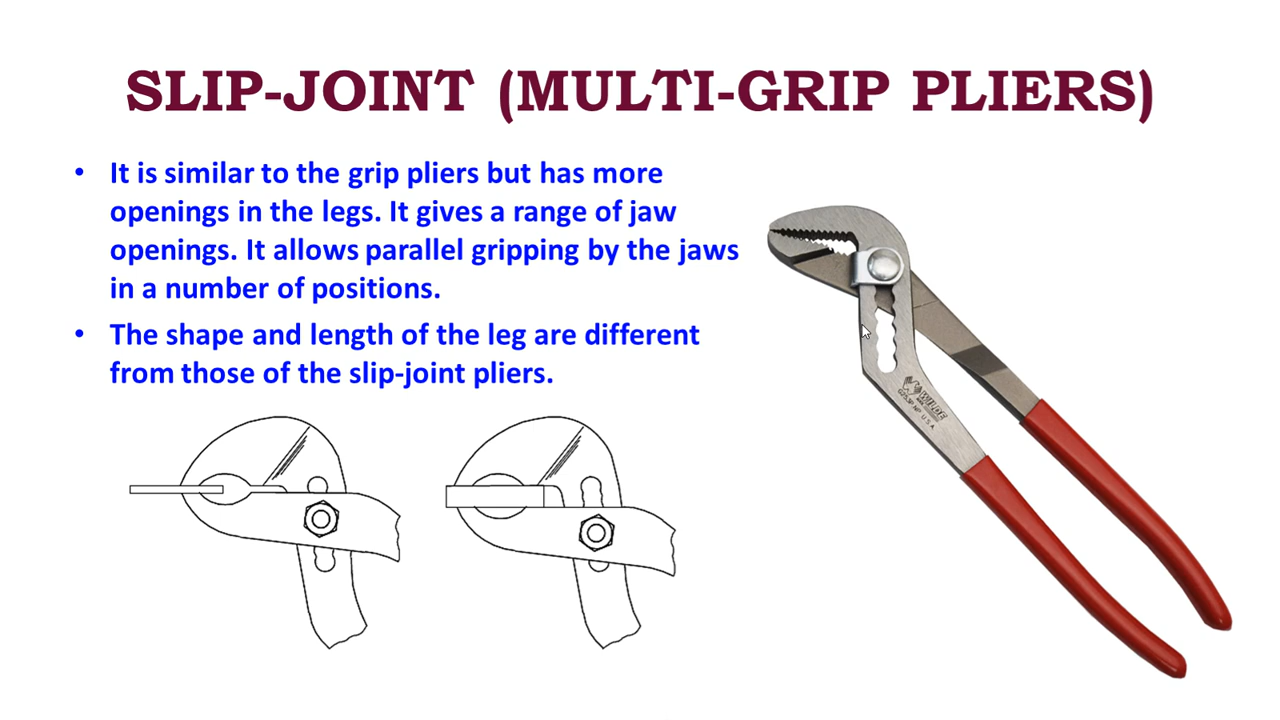 SLIP-JOINT (MULTI-GRIP PLIERS)
• It is similar to the grip pliers but has more
openings in the legs. It gives a range of jaw
openings. It allows parallel gripping by the jaws
in a number of positions.
• The shape and length of the leg are different
from those of the slip-joint pliers.
WILDE
U.S.A.